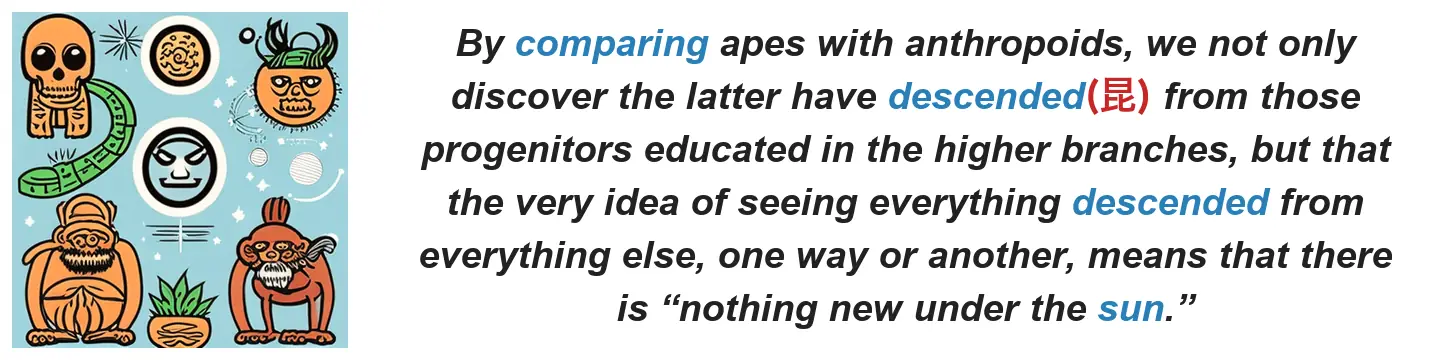 By comparing apes with anthropoids, we not only
discover the latter have descended(昆) from those
progenitors educated in the higher branches, but that
the very idea of seeing everything descended from
everything else, one way or another, means that there
is “nothing new under the sun.”